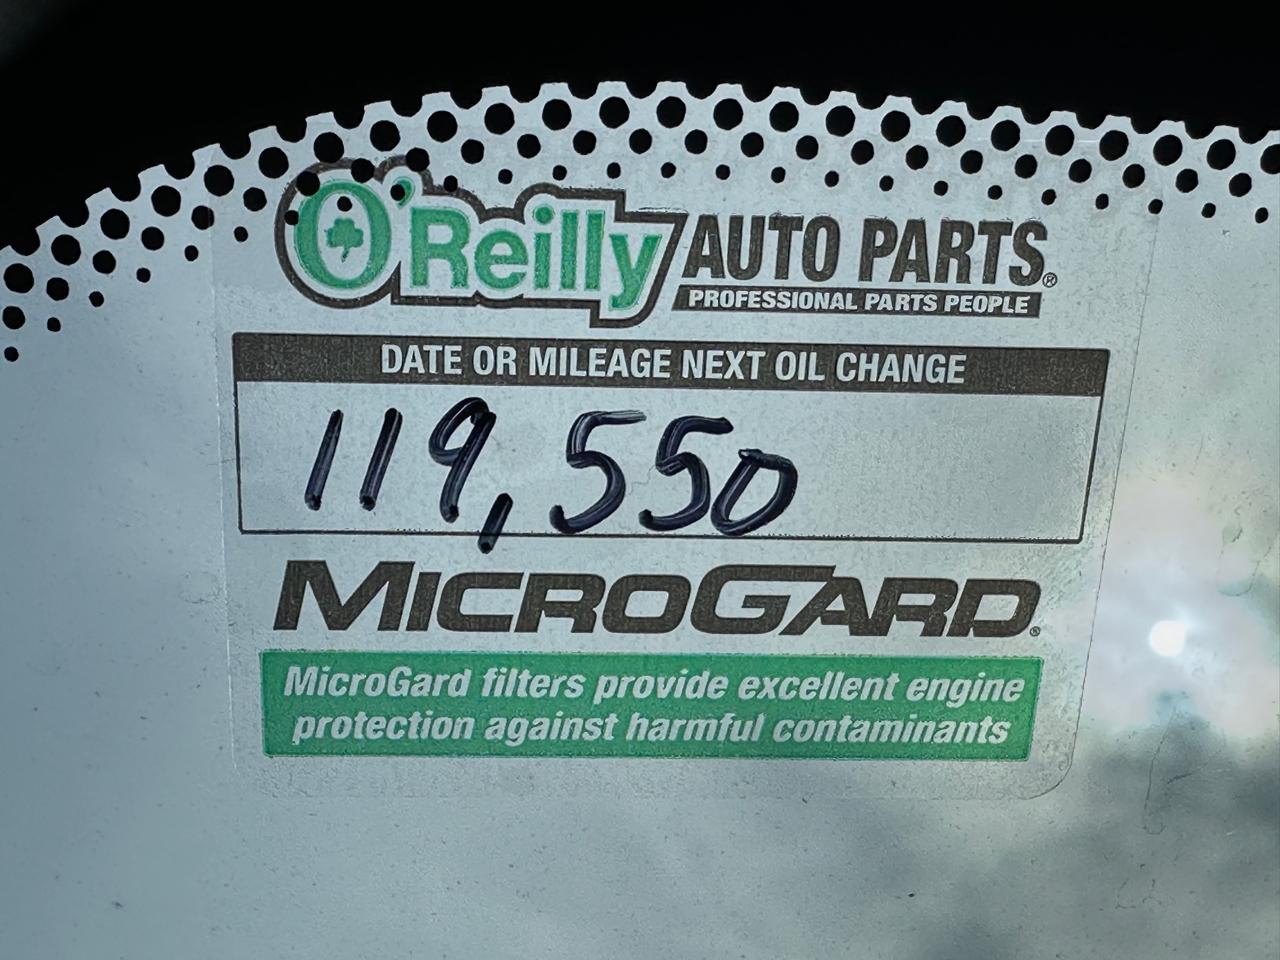 O'Reilly AUTO PARTS®
PROFESSIONAL PARTS PEOPLE
DATE OR MILEAGE NEXT OIL CHANGE
119,550
MICROGARD®
MicroGard filters provide excellent engine
protection against harmful contaminants